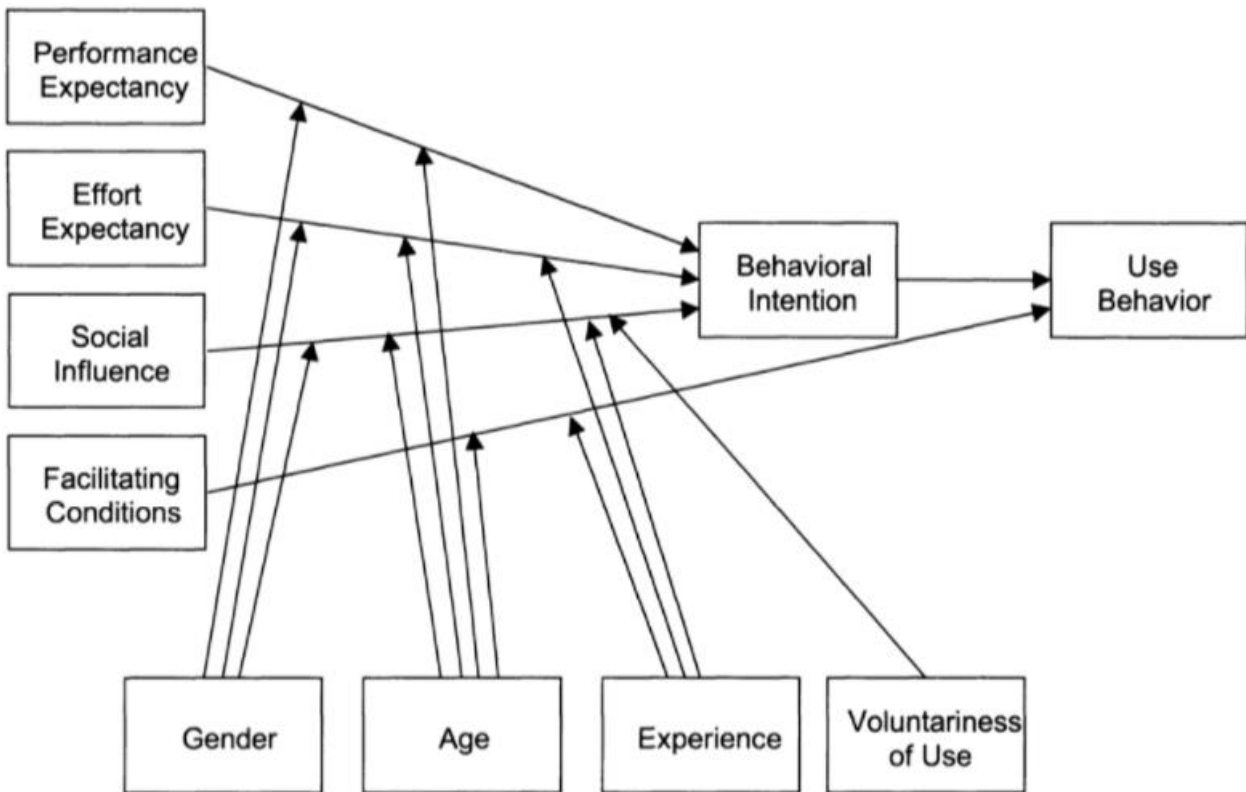 Performance
Expectancy
Effort
Expectancy
Social
Influence
Facilitating
Conditions
Behavioral
Intention
Use
Behavior
Gender
Age
Experience
Voluntariness
of Use